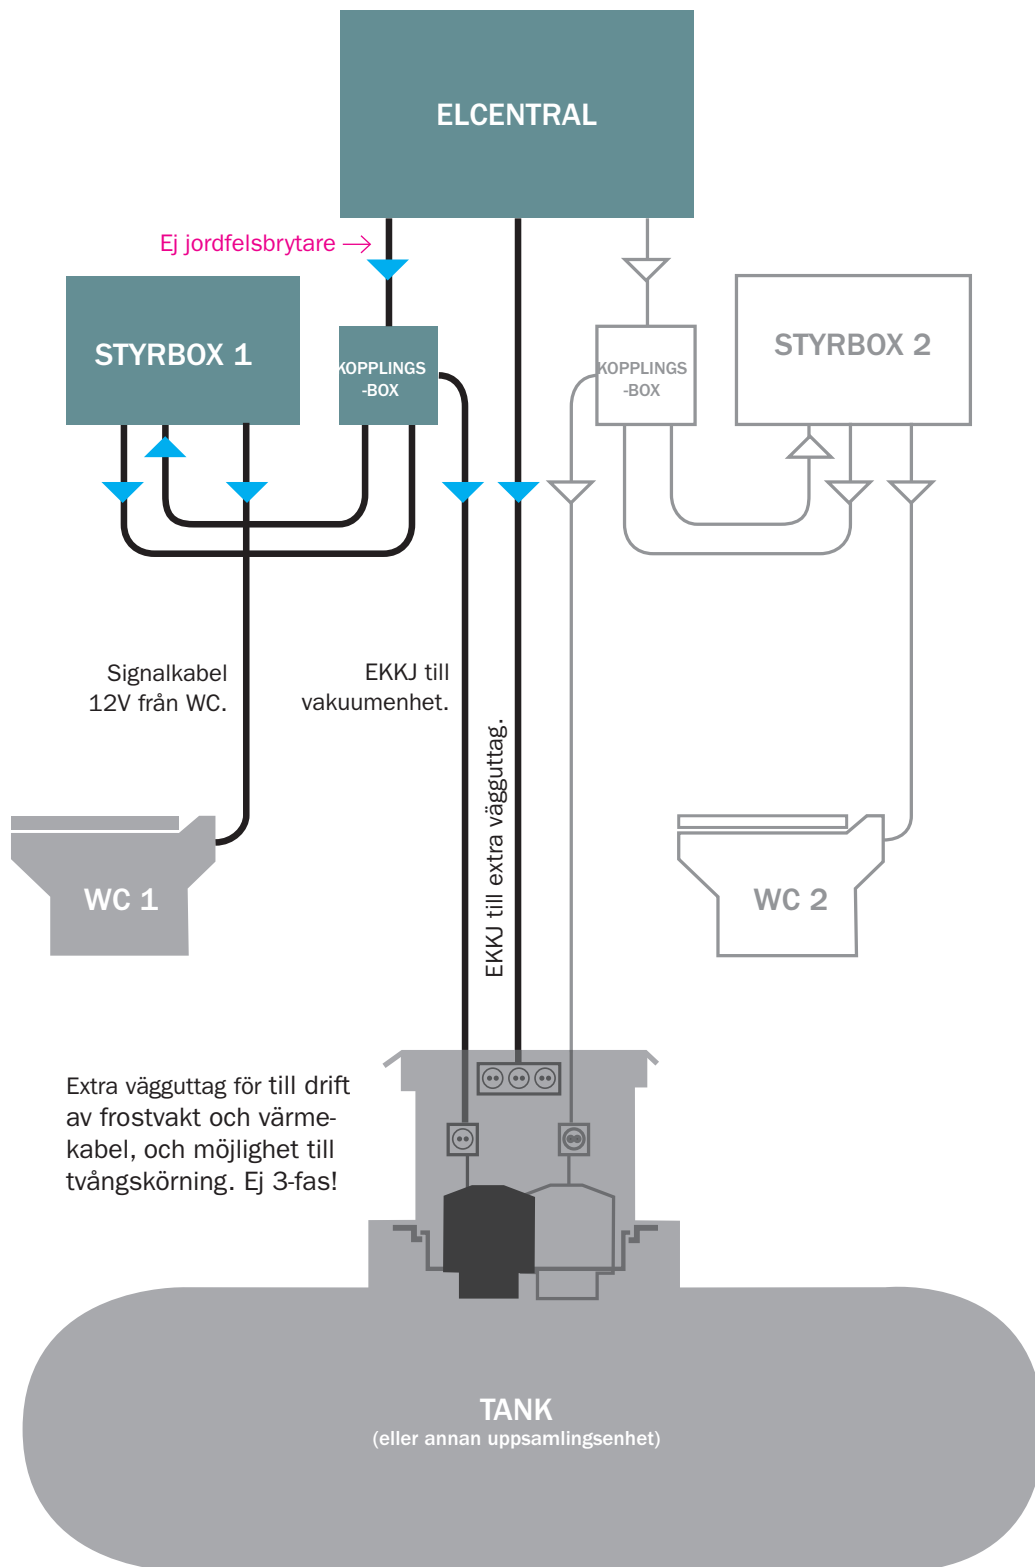 ELCENTRAL
Ej jordfelsbrytare
STYRBOX 1
KOPPLINGS
-BOX
KOPPLINGS
-BOX
STYRBOX 2
Signalkabel
12V från WC.
EKKJ till
vakuumenhet.
EKKJ till extra vägguttag.
WC 1
WC 2
Extra vägguttag för till drift
av frostvakt och värme-
kabel, och möjlighet till
tvångskörning. Ej 3-fas!
TANK
(eller annan uppsamlingsenhet)